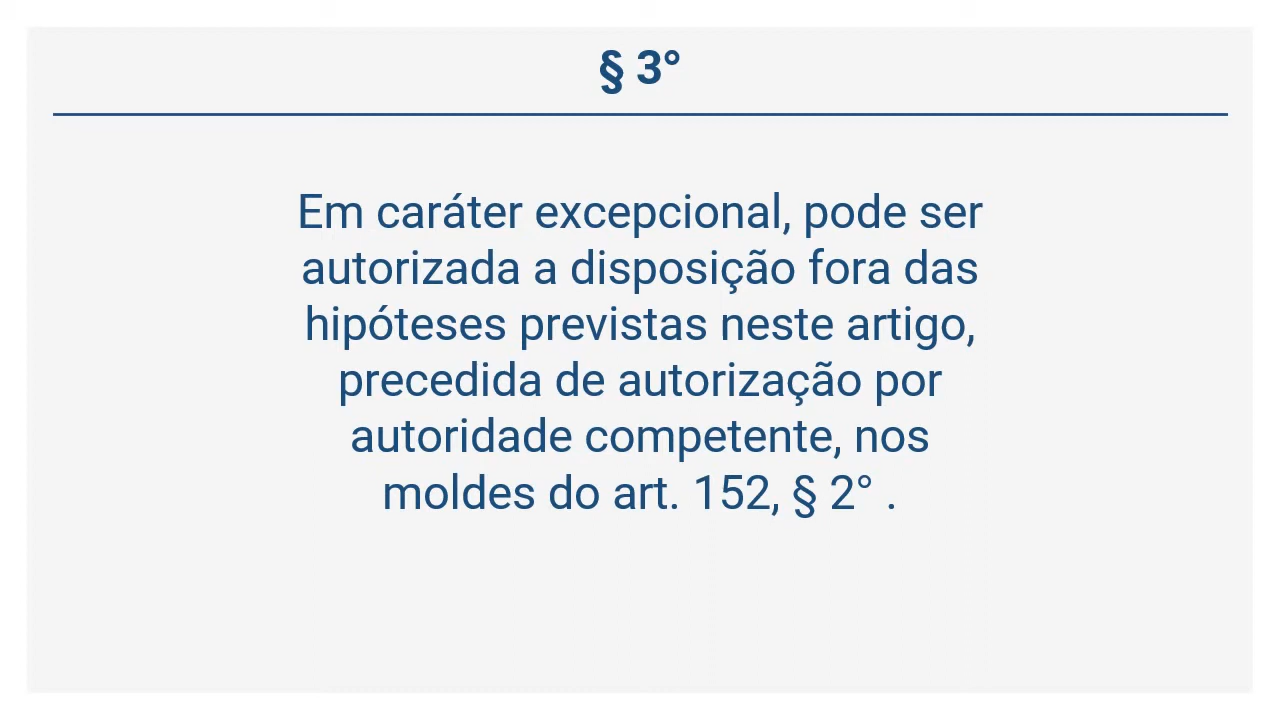 § 3°
Em caráter excepcional, pode ser
autorizada a disposição fora das
hipóteses previstas neste artigo,
precedida de autorização por
autoridade competente, nos
moldes do art. 152, § 2° .